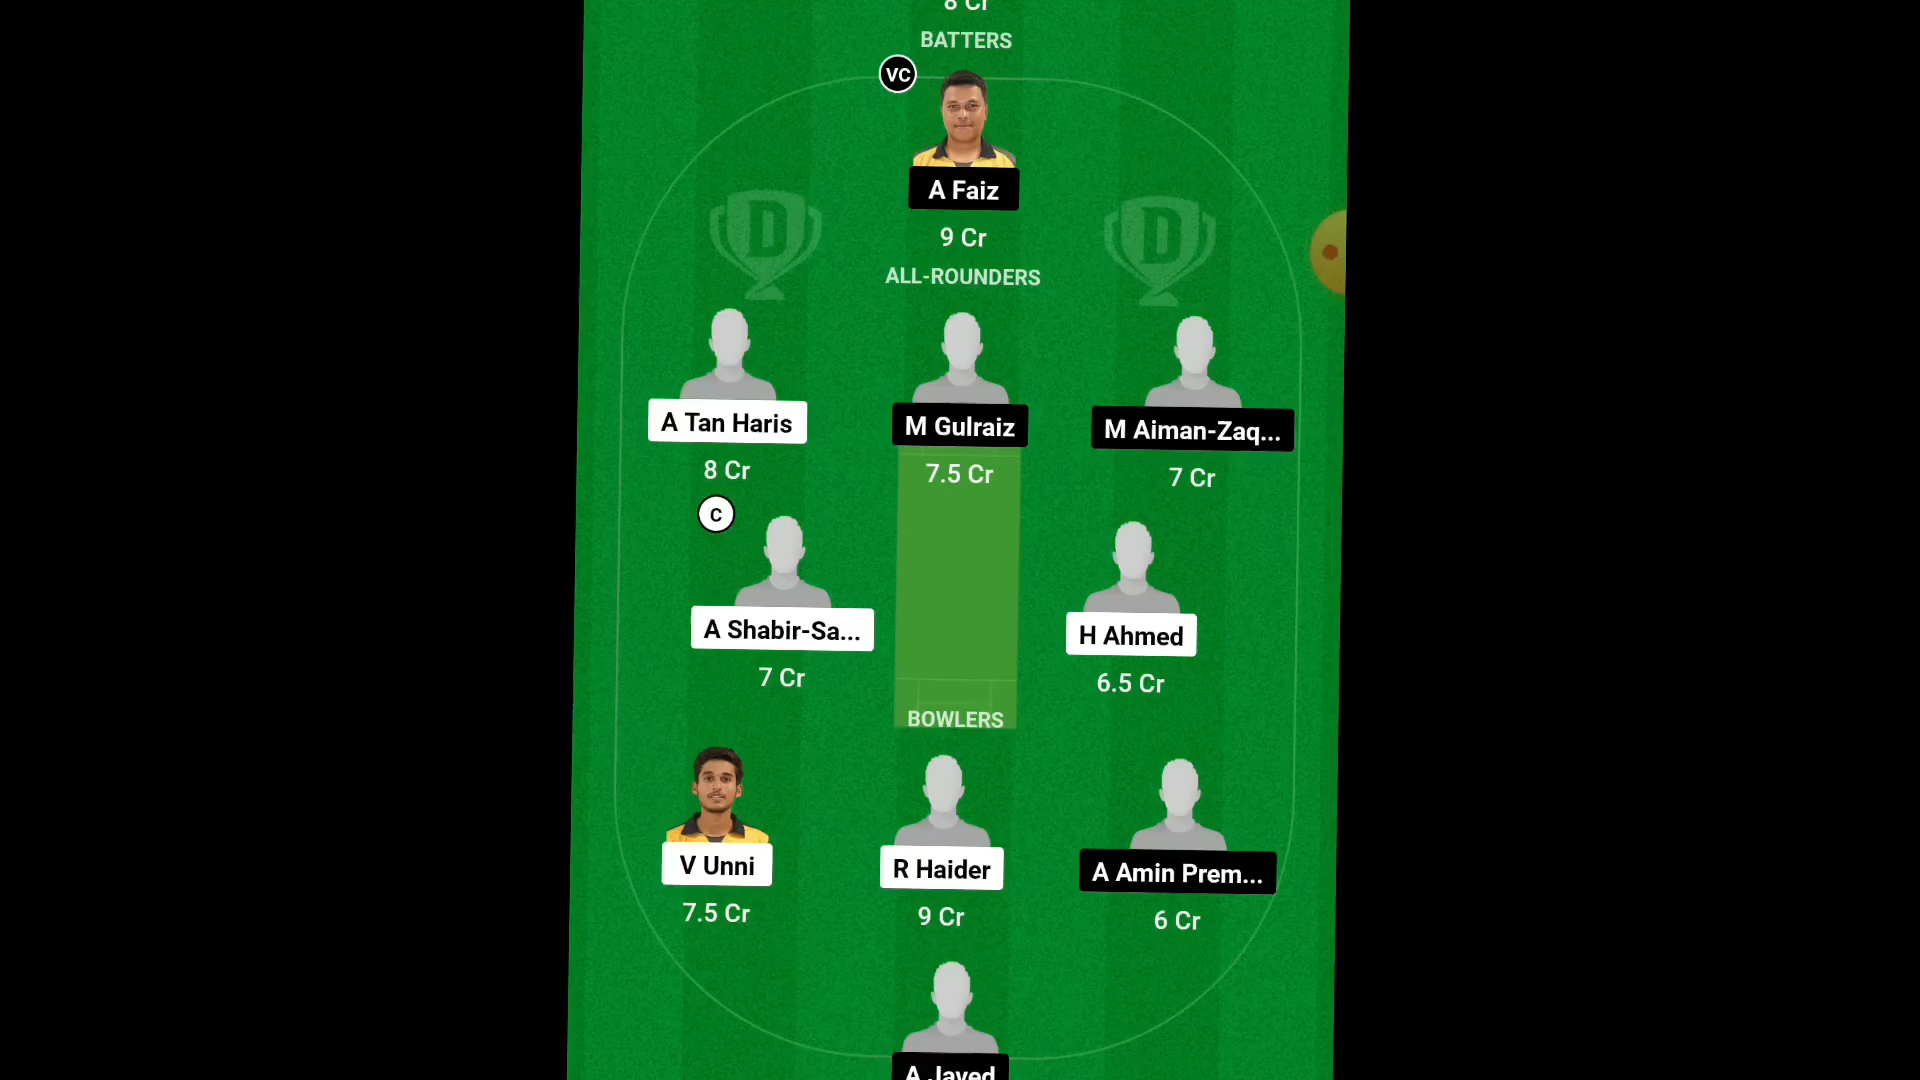 8 Cr
BATTERS
VC
A Faiz
9 Cr
ALL-ROUNDERS
D
D
A Tan Haris
M Gulraiz
M Aiman-Zaq...
8 Cr
7.5 Cr
7 Cr
C
A Shabir-Sa...
H Ahmed
7 Cr
6.5 Cr
BOWLERS
V Unni
R Haider
A Amin Prem...
7.5 Cr
9 Cr
6 Cr
A Javed